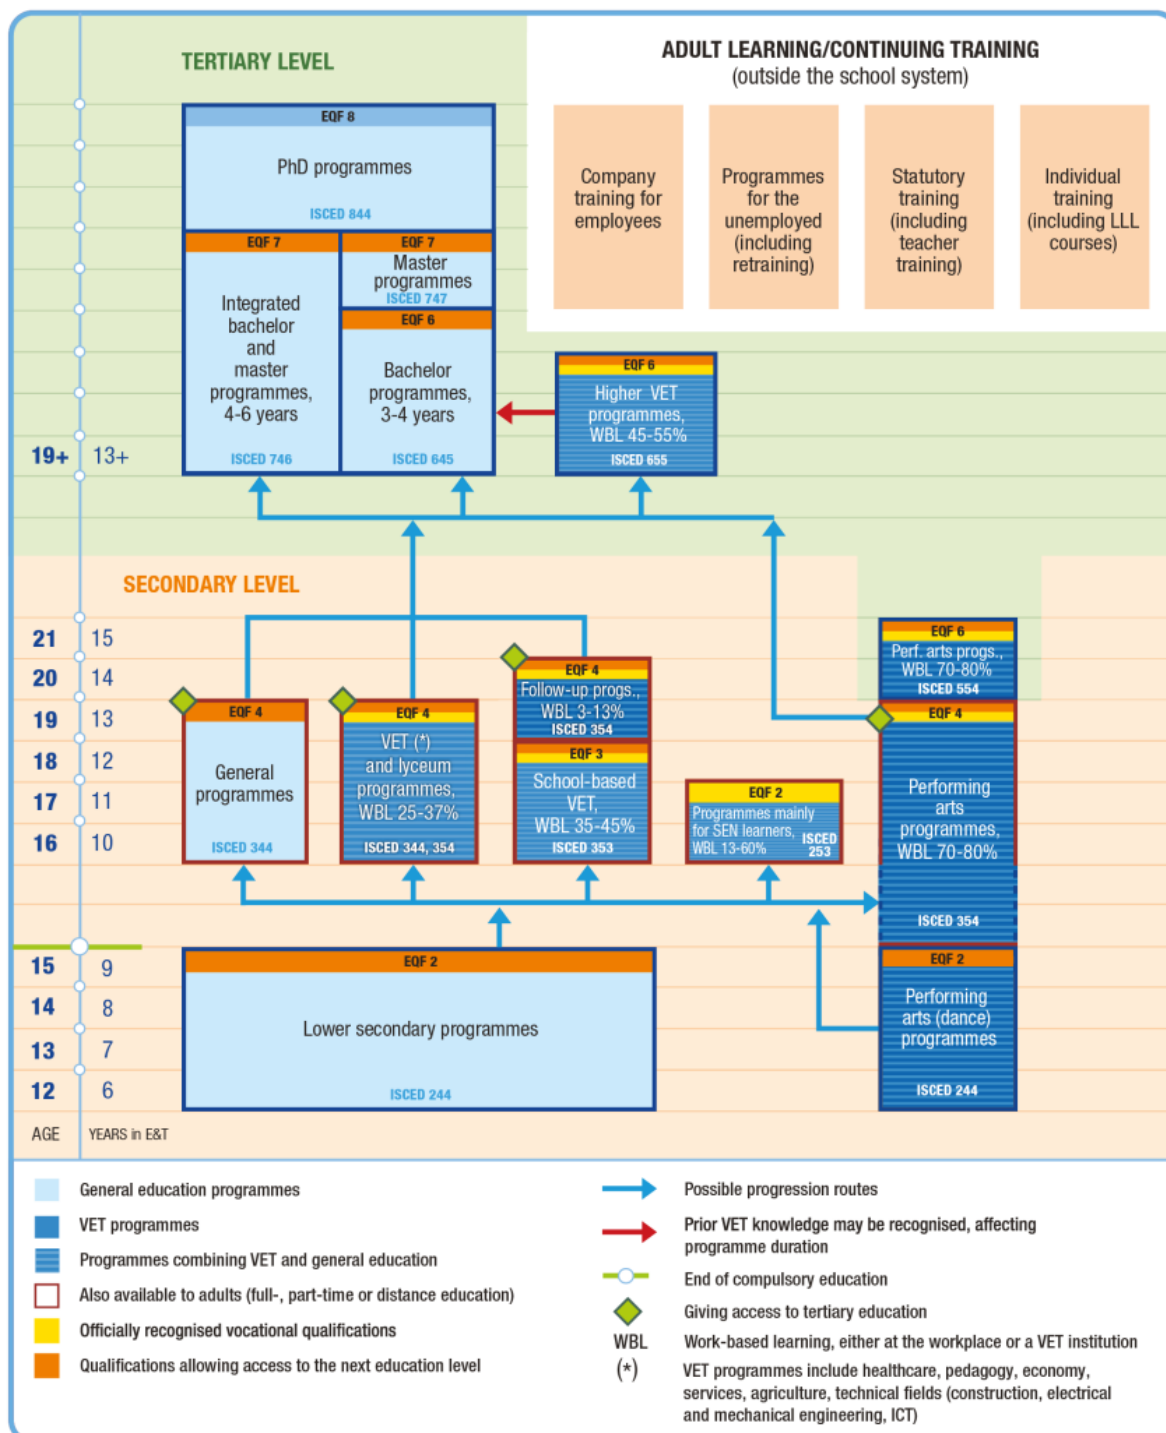 TERTIARY LEVEL
ADULT LEARNING/CONTINUING TRAINING
(outside the school system)
Company
training for
employees
Programmes
for the
unemployed
(including
retraining)
Statutory
training
(including
teacher
training)
Individual
training
(including LLL
courses)
EQF 8
PhD programmes
ISCED 844
EQF 7
Integrated
bachelor
and
master
programmes,
4-6 years
ISCED 746
EQF 7
Master
programmes
ISCED 747
EQF 6
Bachelor
programmes,
3-4 years
ISCED 645
EQF 6
Higher VET
programmes,
WBL 45-55%
ISCED 655
19+ 13+
SECONDARY LEVEL
21 15
20 14
19 13
18 12
17 11
16 10
EQF 4
General
programmes
ISCED 344
EQF 4
VET (*)
and lyceum
programmes,
WBL 25-37%
ISCED 344, 354
EQF 4
Follow-up progs.,
WBL 3-13%
ISCED 354
EQF 3
School-based
VET,
WBL 35-45%
ISCED 353
EQF 2
Programmes mainly
for SEN learners,
WBL 13-60%
ISCED
253
EQF 6
Perf. arts progs.,
WBL 70-80%
ISCED 554
EQF 4
Performing
arts
programmes,
WBL 70-80%
ISCED 354
EQF 2
Performing
arts (dance)
programmes
ISCED 244
EQF 2
Lower secondary programmes
ISCED 244
15 9
14 8
13 7
12 6
AGE YEARS in E&T
General education programmes
VET programmes
Programmes combining VET and general education
Also available to adults (full-, part-time or distance education)
Officially recognised vocational qualifications
Qualifications allowing access to the next education level
Possible progression routes
Prior VET knowledge may be recognised, affecting
programme duration
End of compulsory education
Giving access to tertiary education
WBL Work-based learning, either at the workplace or a VET institution
(*) VET programmes include healthcare, pedagogy, economy,
services, agriculture, technical fields (construction, electrical
and mechanical engineering, ICT)